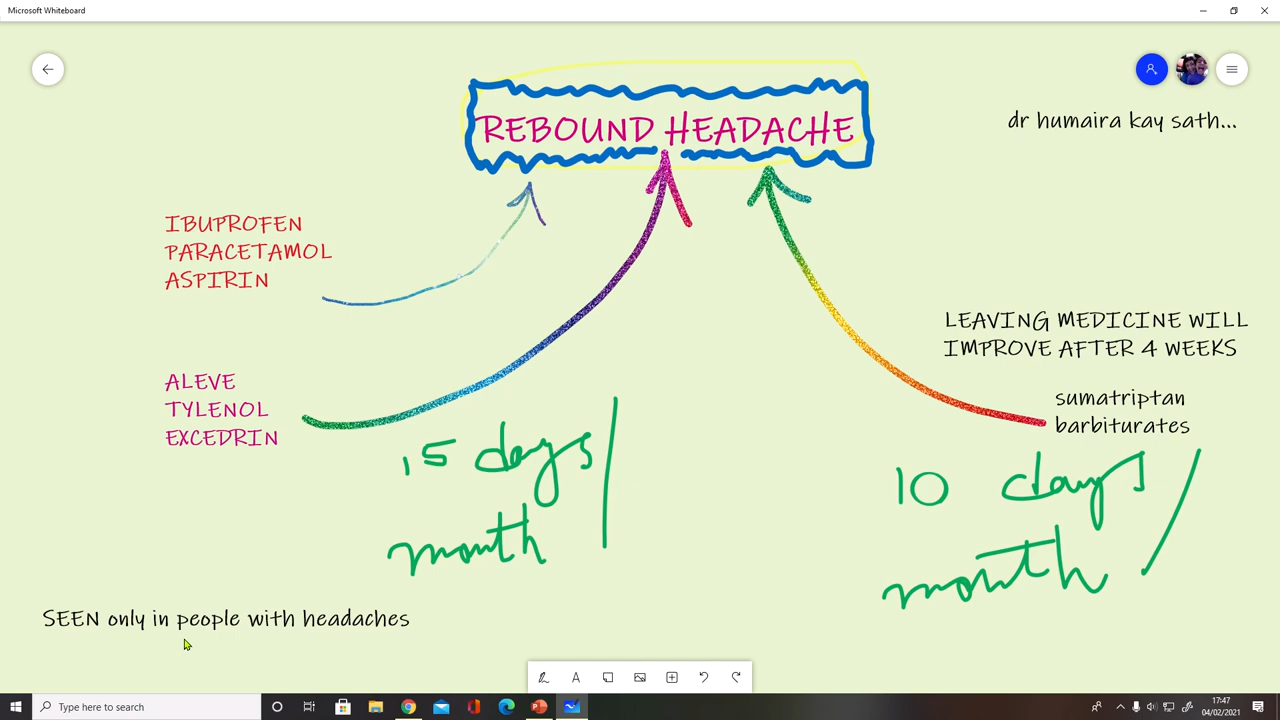 Microsoft Whiteboard
REBOUND HEADACHE
dr humaira kay sath...
IBUPROFEN
PARACETAMOL
ASPIRIN
LEAVING MEDICINE WILL
IMPROVE AFTER 4 WEEKS
ALEVE
TYLENOL
EXCEDRIN
sumatriptan
barbiturates
15 days/
month
10 days/
month
SEEN only in people with headaches
A
Type here to search
17:47
04/02/2021